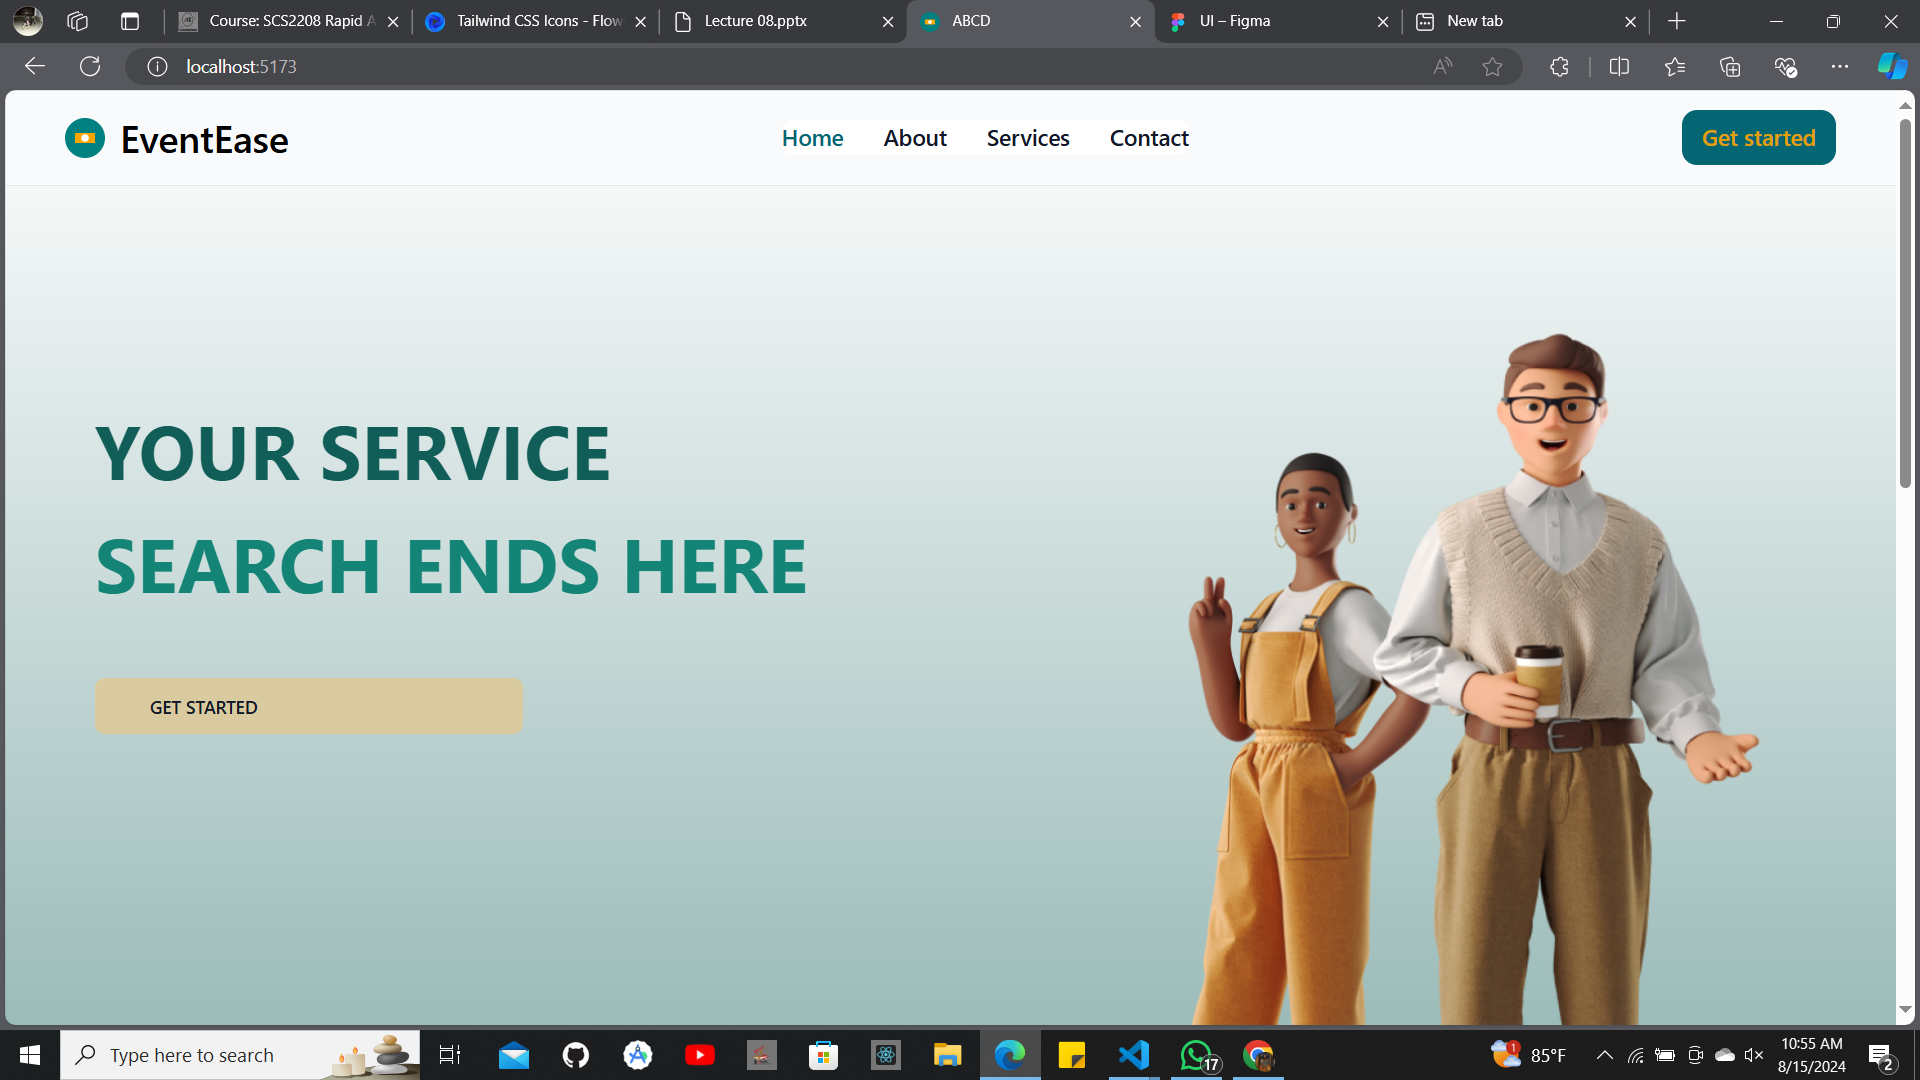 Course: SCS2208 Rapid A
Tailwind CSS Icons - Flow
Lecture 08.pptx
ABCD
UI – Figma
New tab
localhost:5173
EventEase
Home
About
Services
Contact
Get started
YOUR SERVICE
SEARCH ENDS HERE
GET STARTED
Type here to search
17
1
85°F
10:55 AM
8/15/2024
2